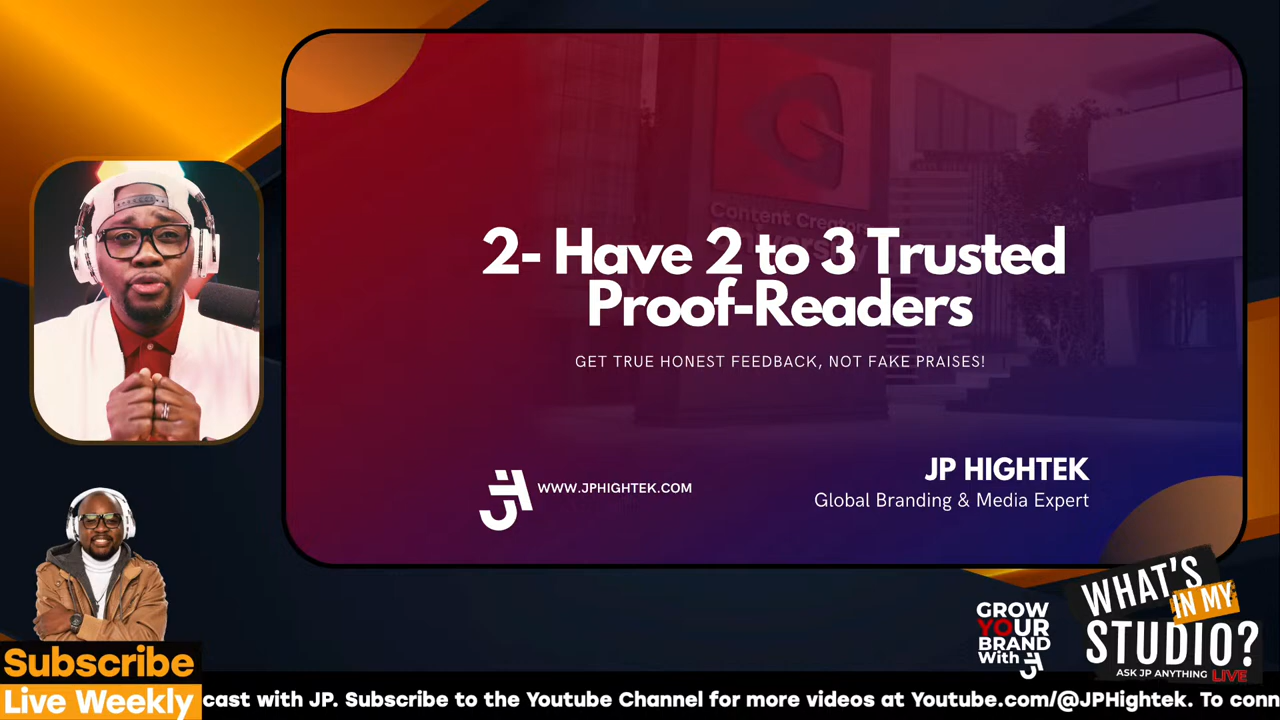 Content Creators
2- Have 2 to 3 Trusted
Proof-Readers
GET TRUE HONEST FEEDBACK, NOT FAKE PRAISES!
WWW.JPHIGHTEK.COM
JP HIGHTEK
Global Branding & Media Expert
GROW
YOUR
BRAND
With
WHAT'S
IN MY
STUDIO?
ASK JP ANYTHING LIVE
Subscribe
Live Weekly
cast with JP. Subscribe to the Youtube Channel for more videos at Youtube.com/@JPHightek. To conn